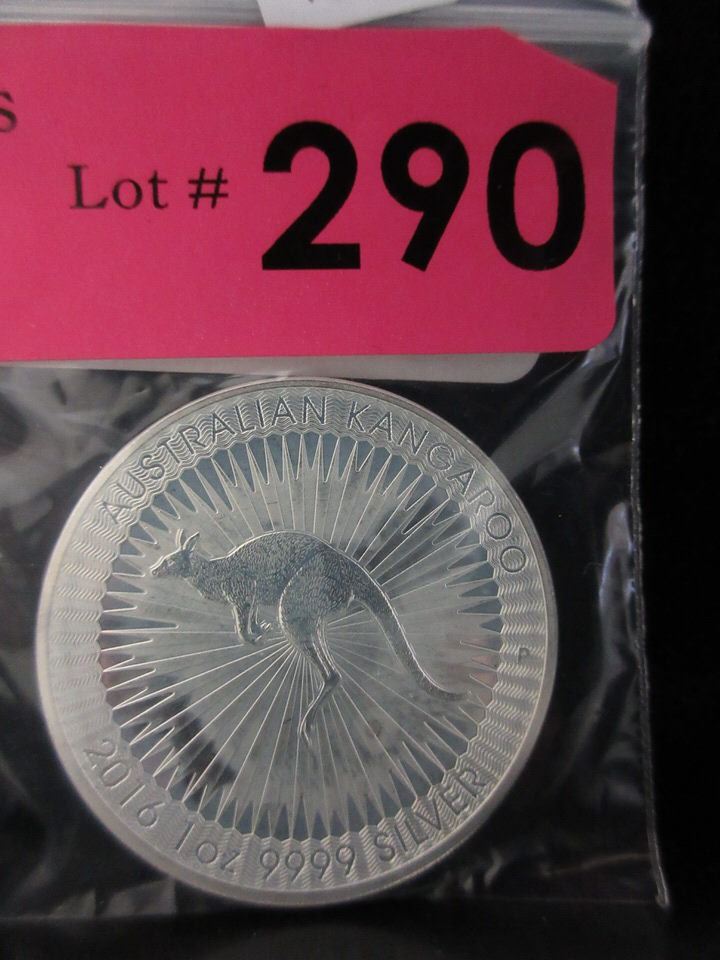 s
Lot # 290
AUSTRALIAN KANGAROO
P
2016 1oz 9999 SILVER